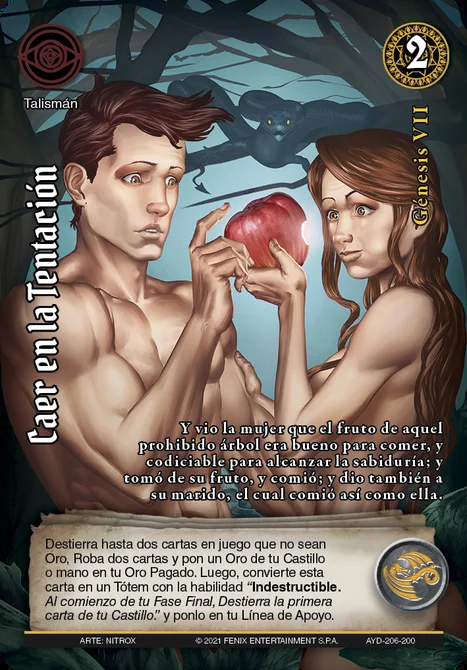 2
Talismán
Génesis VII
Caer en la Tentación
Y vio la mujer que el fruto de aquel
prohibido árbol era bueno para comer, y
codiciable para alcanzar la sabiduría; y
tomó de su fruto, y comió; y dio también a
su marido, el cual comió así como ella.
Destierra hasta dos cartas en juego que no sean
Oro, Roba dos cartas y pon un Oro de tu Castillo
o mano en tu Oro Pagado. Luego, convierte esta
carta en un Tótem con la habilidad “Indestructible.
Al comienzo de tu Fase Final, Destierra la primera
carta de tu Castillo.” y ponlo en tu Línea de Apoyo.
ARTE: NITROX
© 2021 FENIX ENTERTAINMENT S.P.A.
AYD-206-200